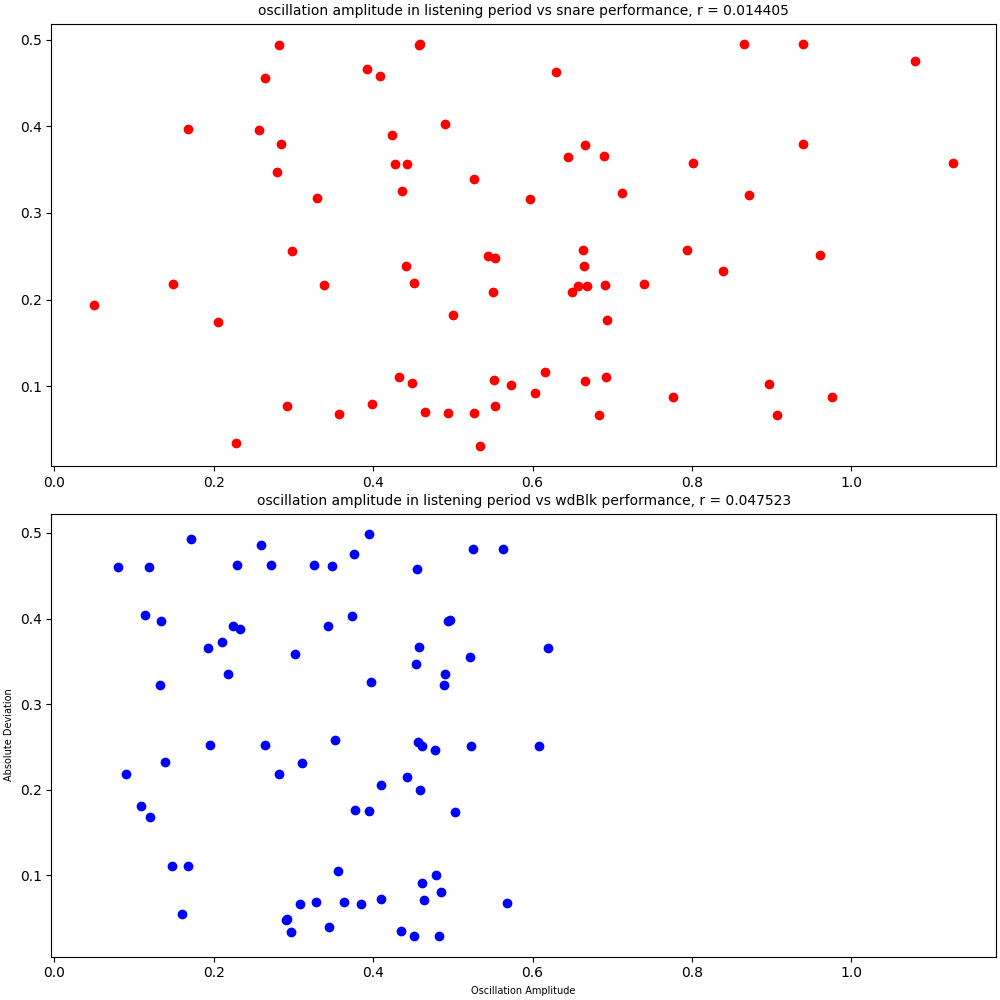 oscillation amplitude in listening period vs snare performance, r = 0.014405
0.5
0.4
0.3
0.2
0.1
0.0 0.2 0.4 0.6 0.8 1.0
oscillation amplitude in listening period vs wdBlk performance, r = 0.047523
0.5
0.4
0.3
0.2
0.1
Absolute Deviation
0.0 0.2 0.4 0.6 0.8 1.0
Oscillation Amplitude